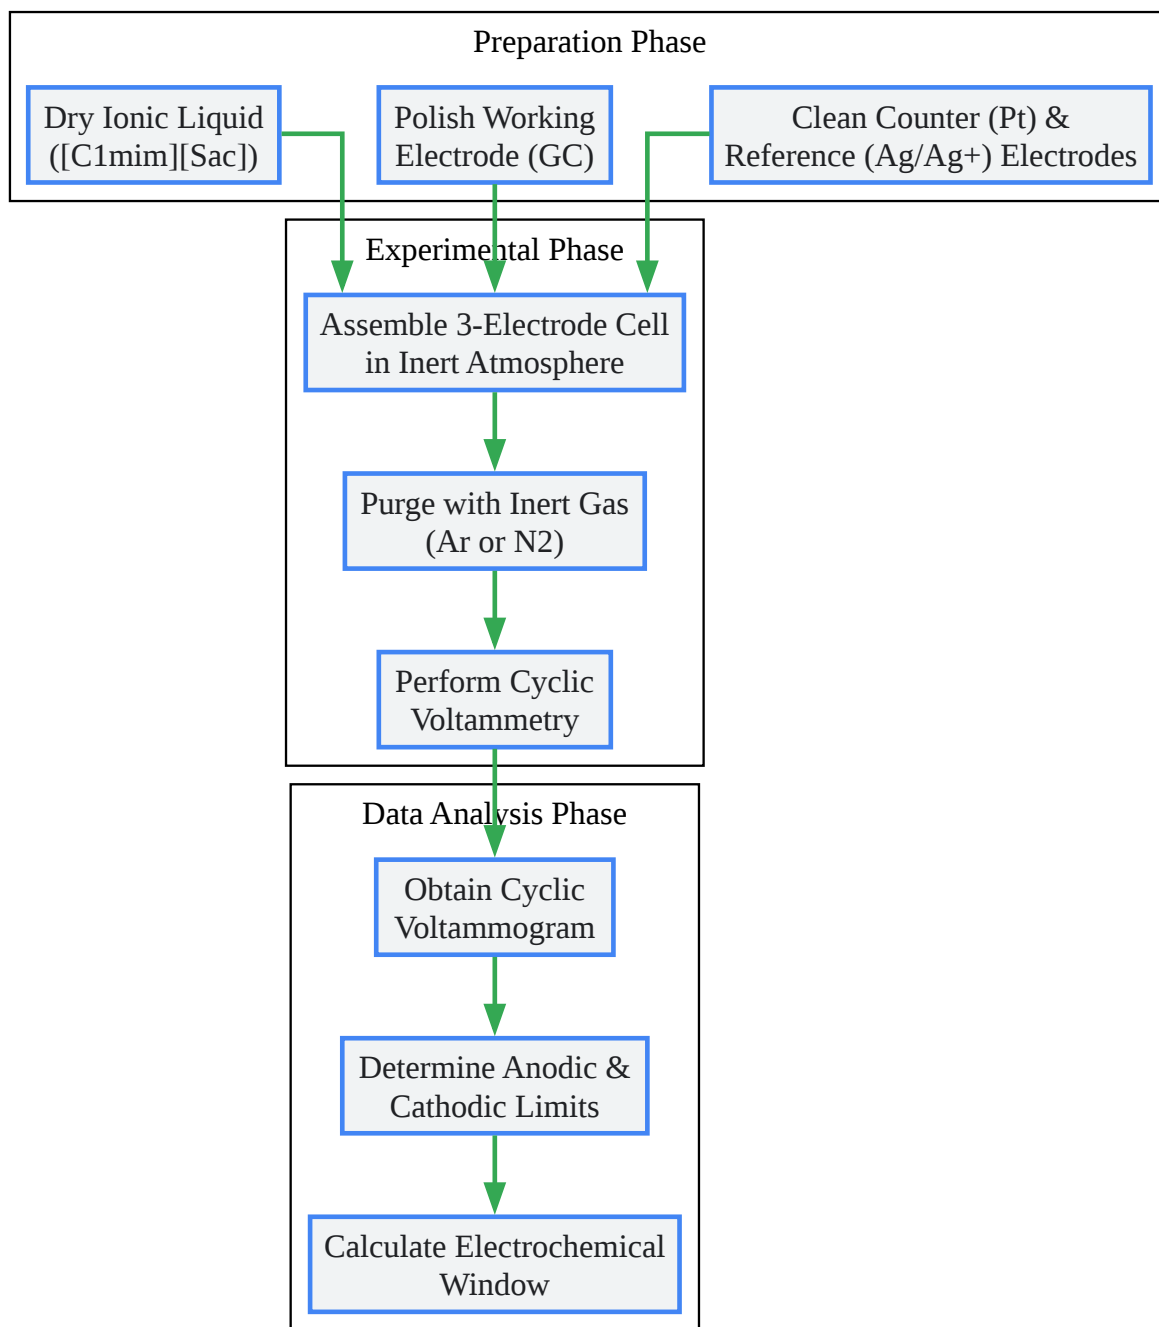 Preparation Phase
Dry Ionic Liquid
([C1mim][Sac])
Polish Working
Electrode (GC)
Clean Counter (Pt) &
Reference (Ag/Ag+) Electrodes
Experimental Phase
Assemble 3-Electrode Cell
in Inert Atmosphere
Purge with Inert Gas
(Ar or N2)
Perform Cyclic
Voltammetry
Data Analysis Phase
Obtain Cyclic
Voltammogram
Determine Anodic &
Cathodic Limits
Calculate Electrochemical
Window